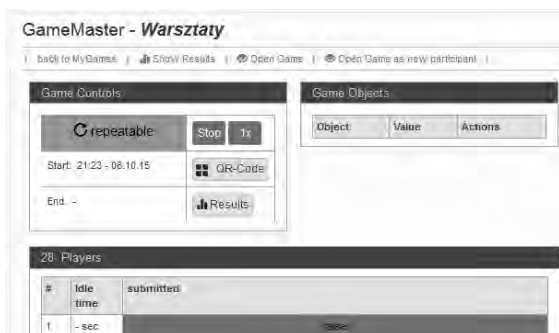 GameMaster - Warsztaty
| back to MyGames | Show Results | Open Game | Open Game as new participant |
Game Controls
repeatable Stop 1x
Start: 21:23 - 06.10.15 QR-Code
End: - Results
Game Objects
Object Value Actions
28 Players
# Idle time submitted
1 - sec false